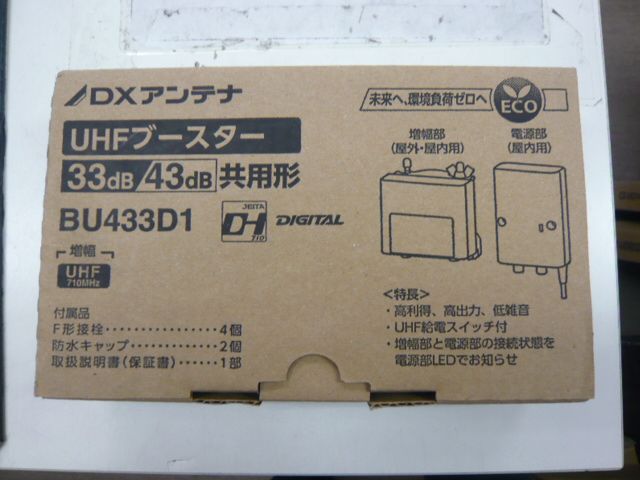 DXアンテナ
未来へ、環境負荷ゼロへ
ECO
UHFブースター
33dB/43dB共用形
BU433D1
JEITA
DH
710
DIGITAL
増幅
UHF
710MHz
付属品
F形接栓・・・・・・・・・・・・・・4個
防水キャップ・・・・・・・・・・・2個
取扱説明書(保証書)・・・・・1部
増幅部
(屋外・屋内用)
電源部
(屋内用)
<特長>
・高利得、高出力、低雑音
・UHF給電スイッチ付
・増幅部と電源部の接続状態を
電源部LEDでお知らせ